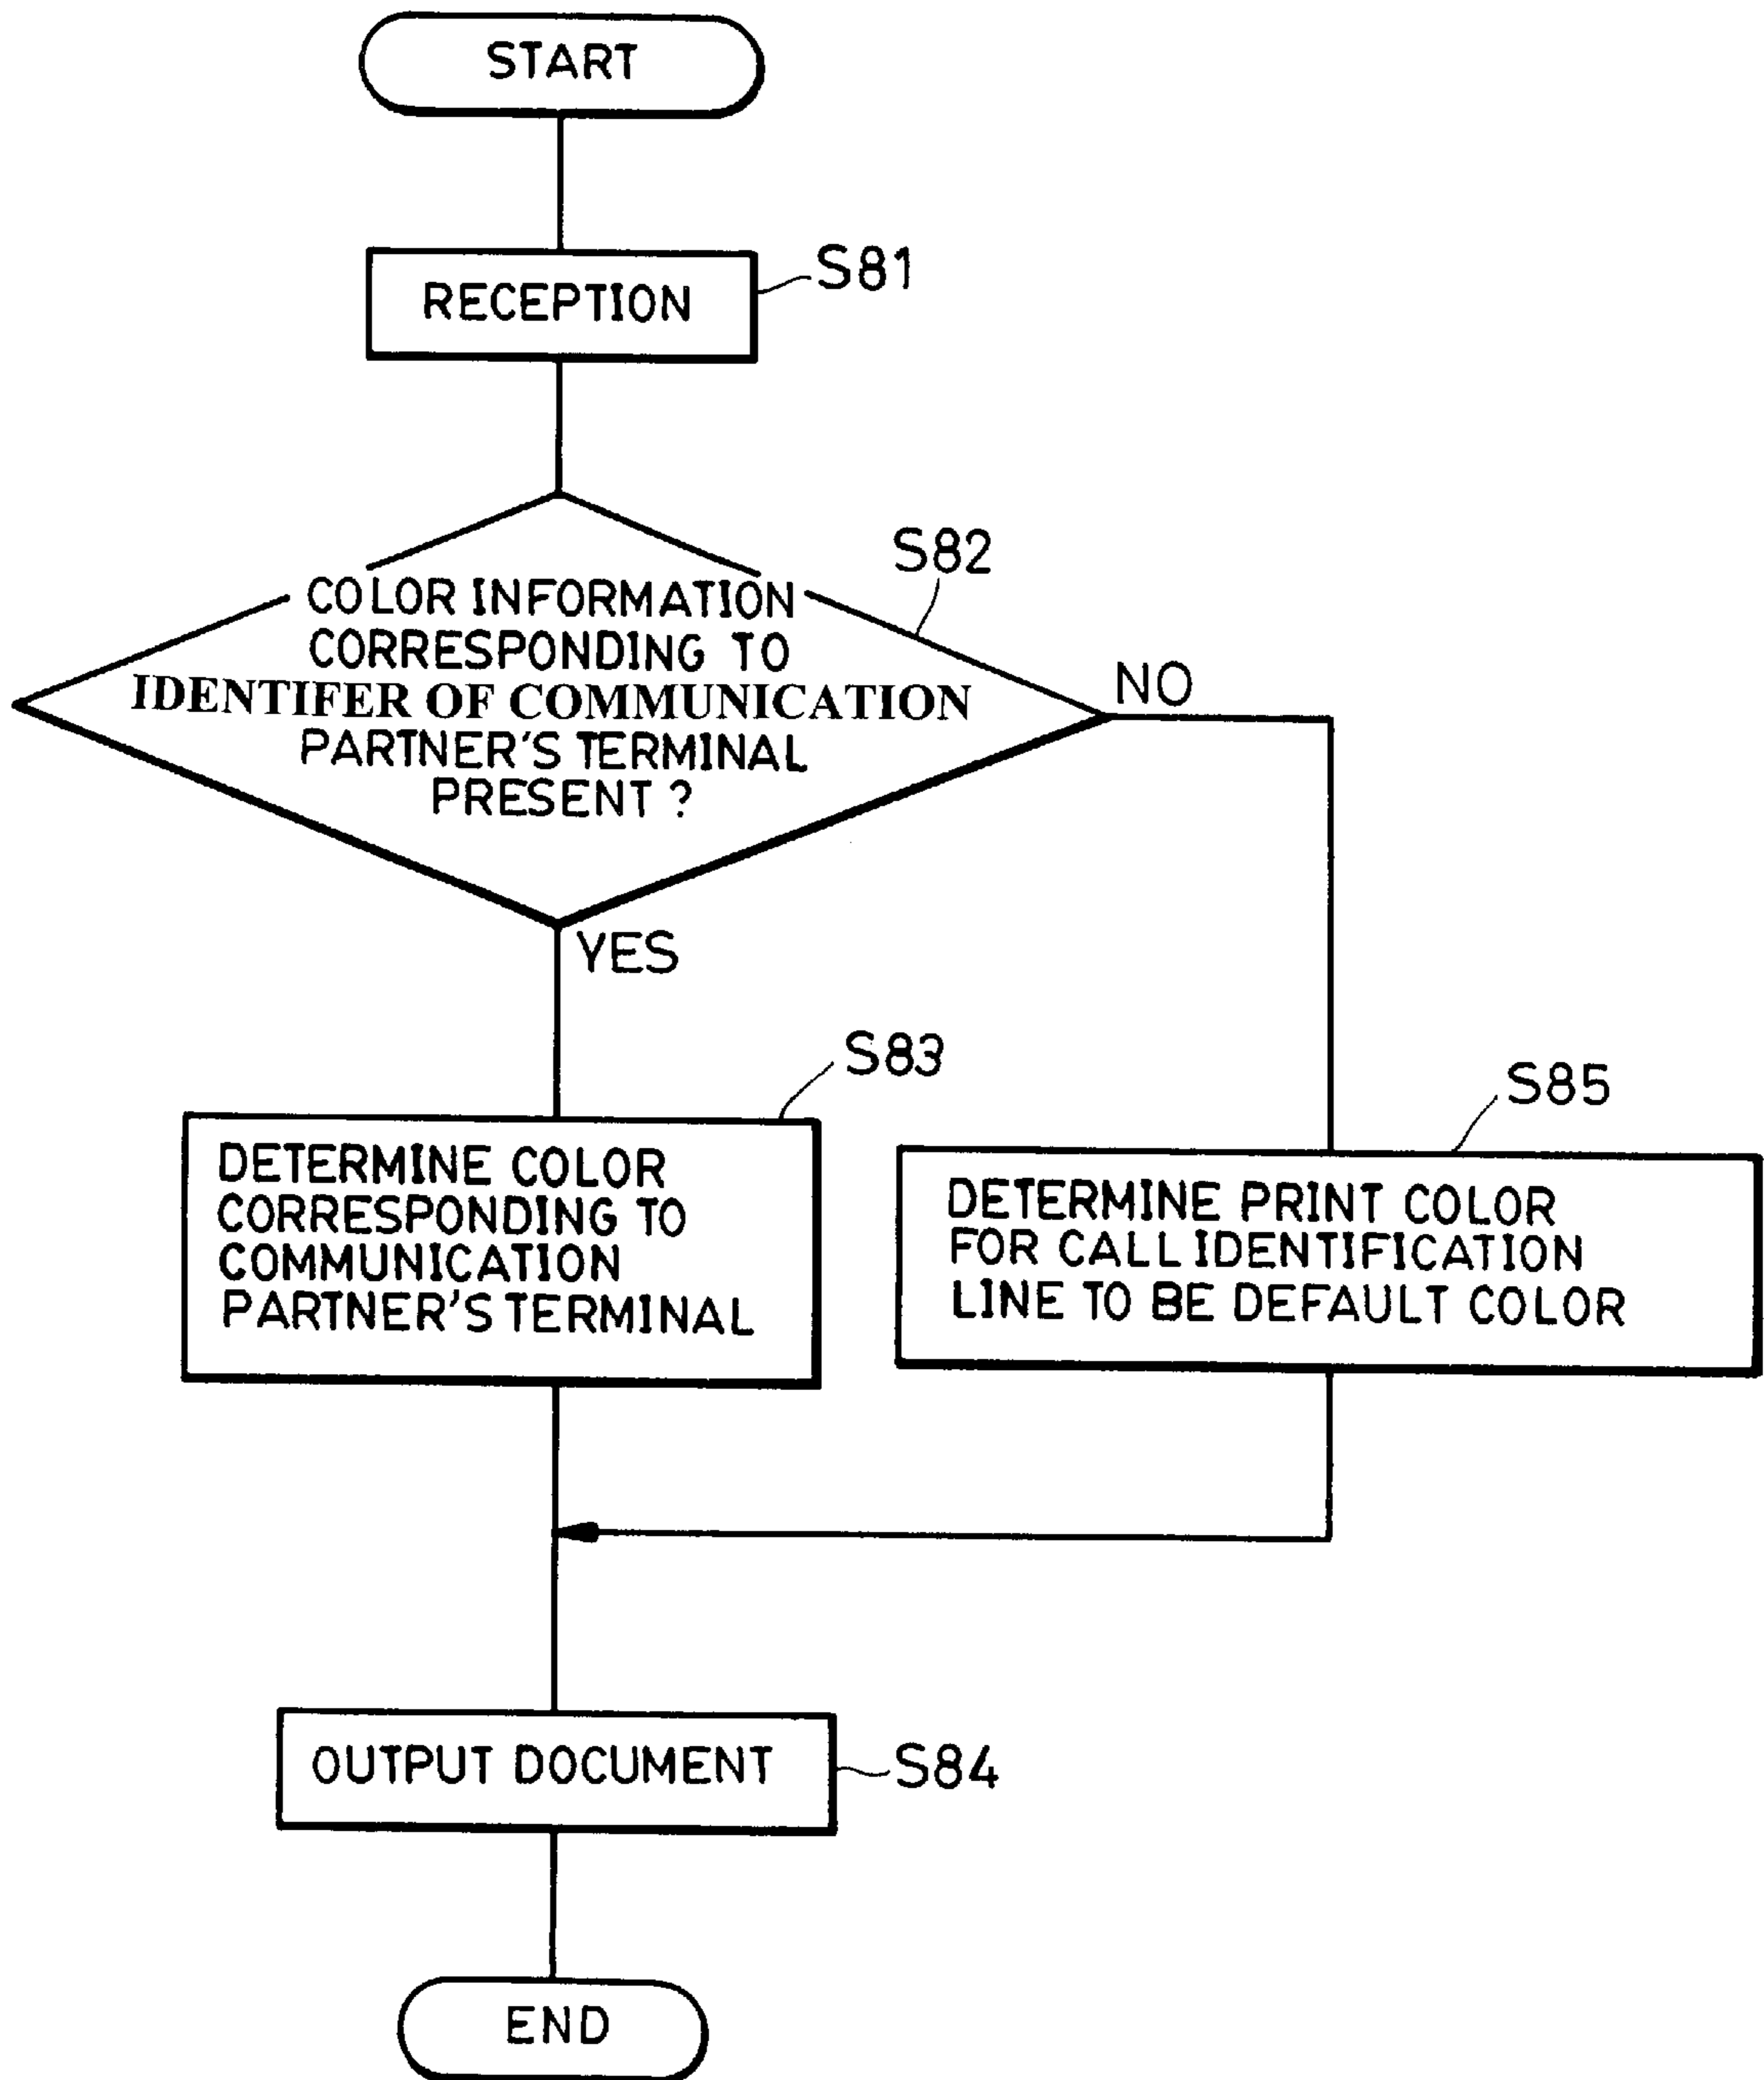 START
RECEPTION
S81
S82
COLOR INFORMATION
CORRESPONDING TO
IDENTIFER OF COMMUNICATION
PARTNER'S TERMINAL
PRESENT ?
NO
YES
S83
DETERMINE COLOR
CORRESPONDING TO
COMMUNICATION
PARTNER'S TERMINAL
S85
DETERMINE PRINT COLOR
FOR CALL IDENTIFICATION
LINE TO BE DEFAULT COLOR
OUTPUT DOCUMENT
S84
END